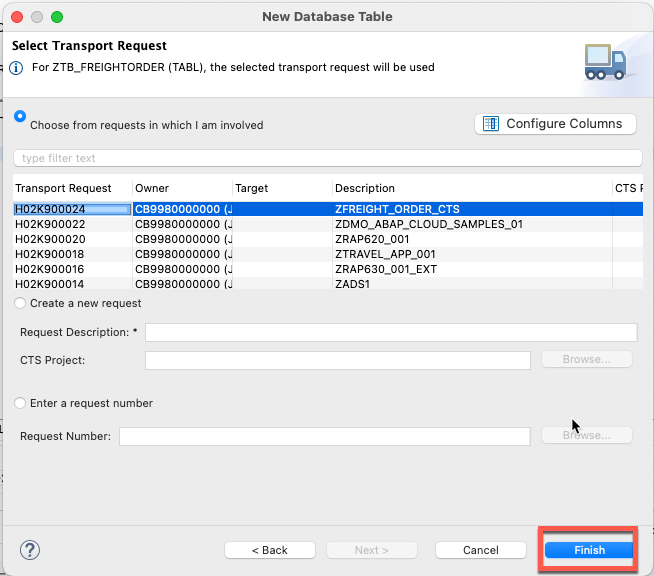 New Database Table
Select Transport Request
For ZTB_FREIGHTORDER (TABL), the selected transport request will be used
Choose from requests in which I am involved
Configure Columns
type filter text
Transport Request Owner Target Description CTS P
H02K900024 CB9980000000 (J ZFREIGHT_ORDER_CTS
H02K900022 CB9980000000 (J ZDMO_ABAP_CLOUD_SAMPLES_01
H02K900020 CB9980000000 (J ZRAP620_001
H02K900018 CB9980000000 (J ZTRAVEL_APP_001
H02K900016 CB9980000000 (J ZRAP630_001_EXT
H02K900014 CB9980000000 (J ZADS1
Create a new request
Request Description: *
CTS Project: Browse...
Enter a request number
Request Number: Browse...
? < Back Next > Cancel Finish